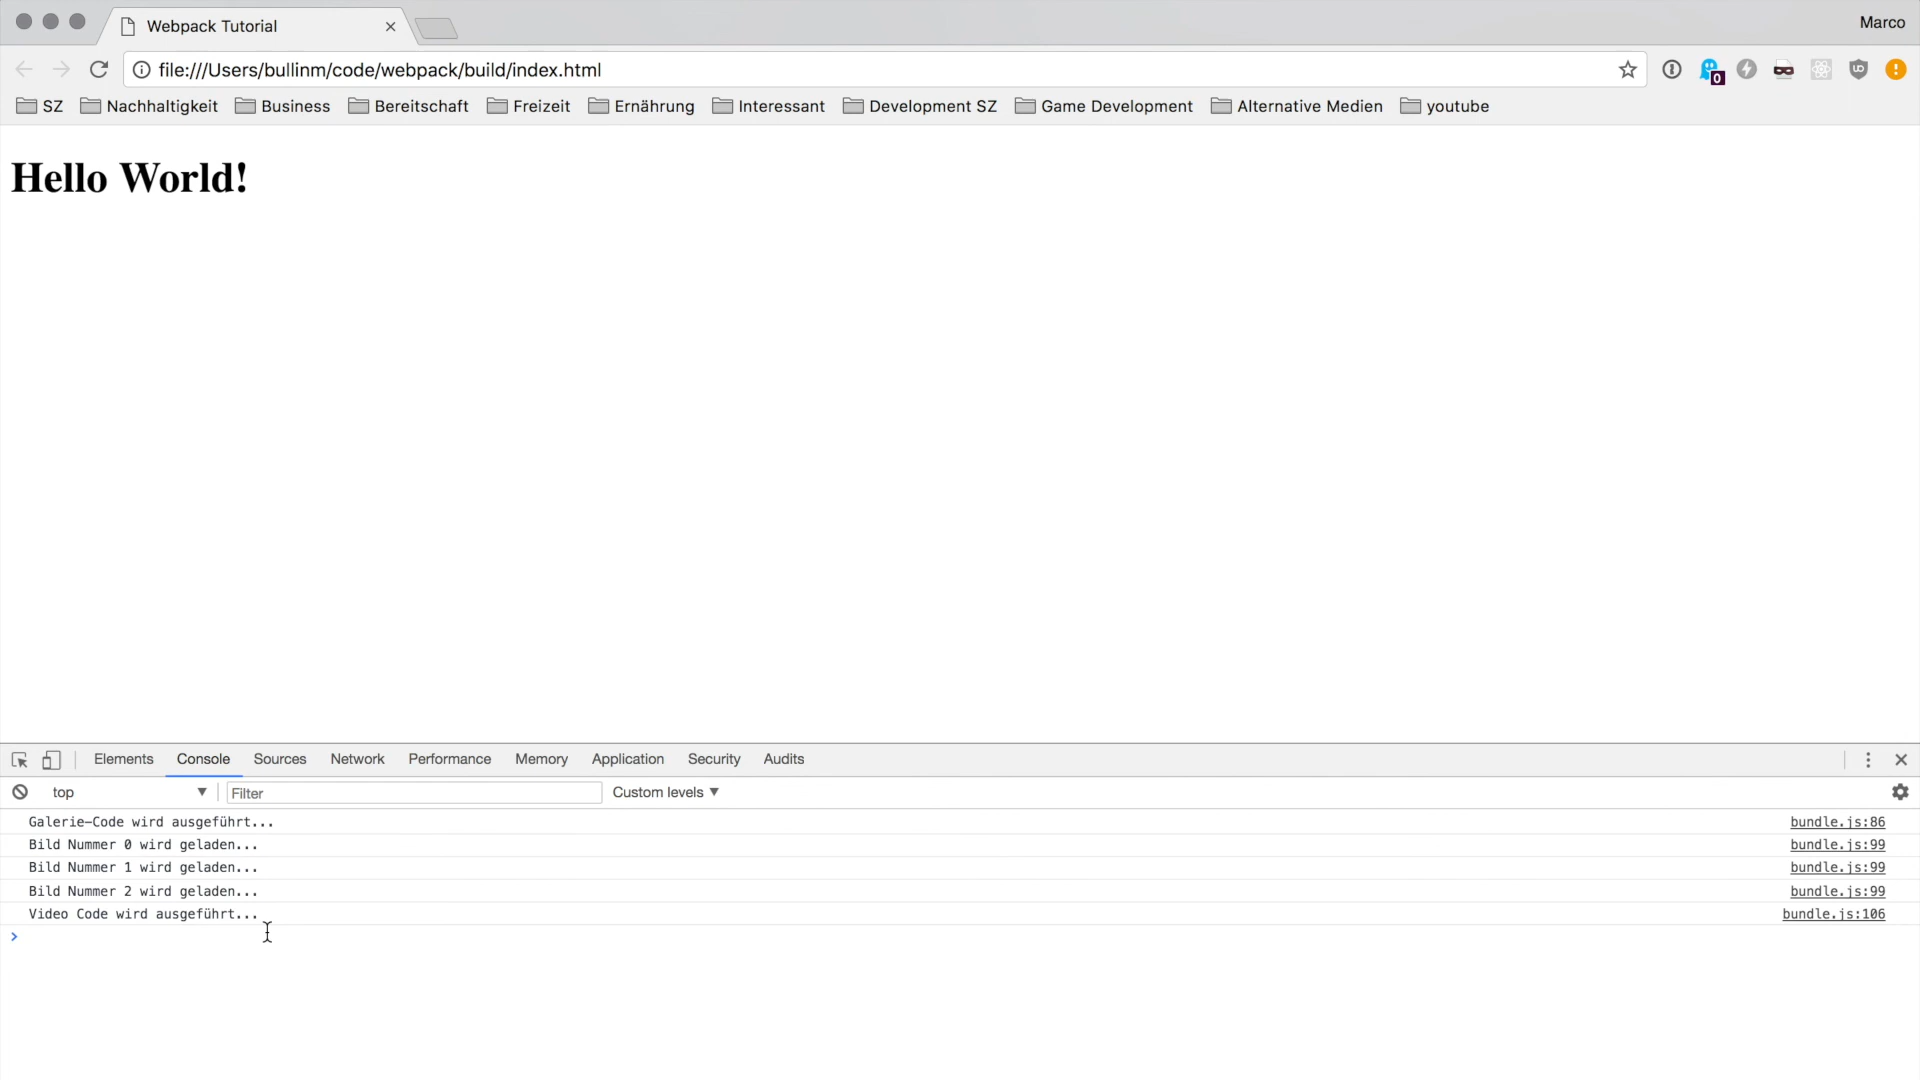 Webpack Tutorial
Marco
file:///Users/bullinm/code/webpack/build/index.html
0
SZ Nachhaltigkeit Business Bereitschaft Freizeit Ernährung Interessant Development SZ Game Development Alternative Medien youtube
Hello World!
Elements Console Sources Network Performance Memory Application Security Audits
top Filter Custom levels
Galerie-Code wird ausgeführt... bundle.js:86
Bild Nummer 0 wird geladen... bundle.js:99
Bild Nummer 1 wird geladen... bundle.js:99
Bild Nummer 2 wird geladen... bundle.js:99
Video Code wird ausgeführt... bundle.js:106